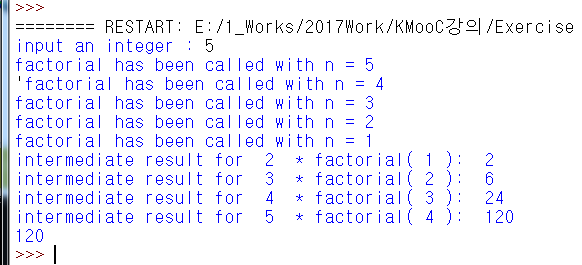 >>>
======== RESTART: E:/1_Works/2017Work/KMooC강의/Exercise
input an integer : 5
factorial has been called with n = 5
'factorial has been called with n = 4
factorial has been called with n = 3
factorial has been called with n = 2
factorial has been called with n = 1
intermediate result for  2  * factorial( 1 ):  2
intermediate result for  3  * factorial( 2 ):  6
intermediate result for  4  * factorial( 3 ):  24
intermediate result for  5  * factorial( 4 ):  120
120
>>>